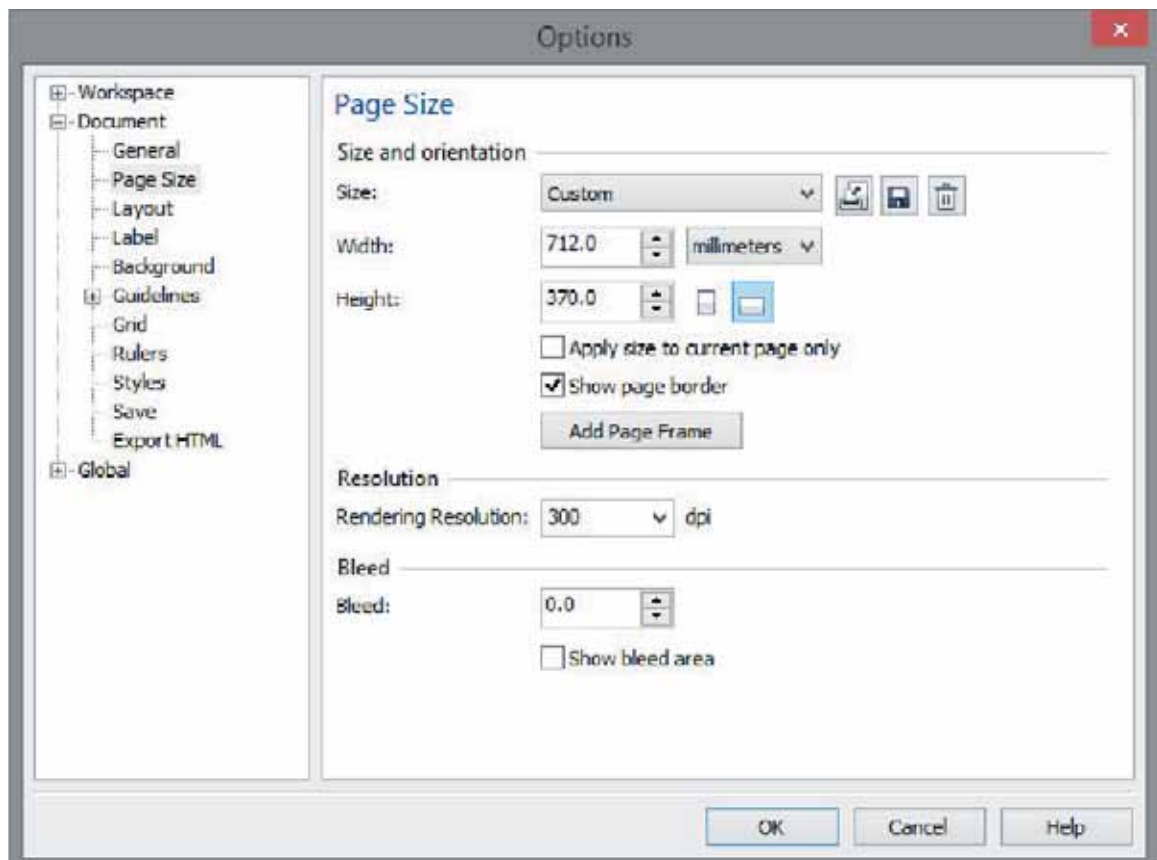 Options
Workspace
Document
General
Page Size
Layout
Label
Background
Guidelines
Grid
Rulers
Styles
Save
Export HTML
Global
Page Size
Size and orientation
Size: Custom
Width: 712.0 millimeters
Height: 370.0
Apply size to current page only
Show page border
Add Page Frame
Resolution
Rendering Resolution: 300 dpi
Bleed
Bleed: 0.0
Show bleed area
OK Cancel Help